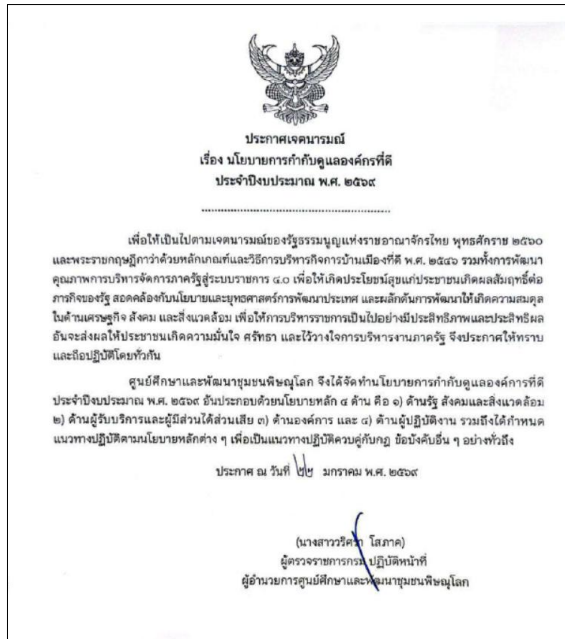 ประกาศเจตนารมณ์
เรื่อง นโยบายการกำกับดูแลองค์กรที่ดี
ประจำปีงบประมาณ พ.ศ. ๒๕๖๙
เพื่อให้เป็นไปตามเจตนารมณ์ของรัฐธรรมนูญแห่งราชอาณาจักรไทย พุทธศักราช ๒๕๖๐
และพระราชกฤษฎีกาว่าด้วยหลักเกณฑ์และวิธีการบริหารกิจการบ้านเมืองที่ดี พ.ศ. ๒๕๔๖ รวมทั้งการพัฒนา
คุณภาพการบริหารจัดการภาครัฐสู่ระบบราชการ ๔.๐ เพื่อให้เกิดประโยชน์สุขแก่ประชาชนเกิดผลสัมฤทธิ์ต่อ
ภารกิจของรัฐ สอดคล้องกับนโยบายและยุทธศาสตร์การพัฒนาประเทศ และผลักดันการพัฒนาให้เกิดความสมดุล
ในด้านเศรษฐกิจ สังคม และสิ่งแวดล้อม เพื่อให้การบริหารราชการเป็นไปอย่างมีประสิทธิภาพและประสิทธิผล
อันจะส่งผลให้ประชาชนเกิดความมั่นใจ ศรัทธา และไว้วางใจการบริหารงานภาครัฐ จึงประกาศให้ทราบ
และถือปฏิบัติโดยทั่วกัน
ศูนย์ศึกษาและพัฒนาชุมชนพิษณุโลก จึงได้จัดทำนโยบายการกำกับดูแลองค์การที่ดี
ประจำปีงบประมาณ พ.ศ. ๒๕๖๙ อันประกอบด้วยนโยบายหลัก ๔ ด้าน คือ ๑) ด้านรัฐ สังคมและสิ่งแวดล้อม
๒) ด้านผู้รับบริการและผู้มีส่วนได้ส่วนเสีย ๓) ด้านองค์การ และ ๔) ด้านผู้ปฏิบัติงาน รวมถึงได้กำหนด
แนวทางปฏิบัติตามนโยบายหลักต่าง ๆ เพื่อเป็นแนวทางปฏิบัติควบคู่กับกฎ ข้อบังคับอื่น ๆ อย่างทั่วถึง
ประกาศ ณ วันที่ ๒๒ มกราคม พ.ศ. ๒๕๖๙
(นางสาววริศรา โสภาค)
ผู้ตรวจราชการกรม ปฏิบัติหน้าที่
ผู้อำนวยการศูนย์ศึกษาและพัฒนาชุมชนพิษณุโลก